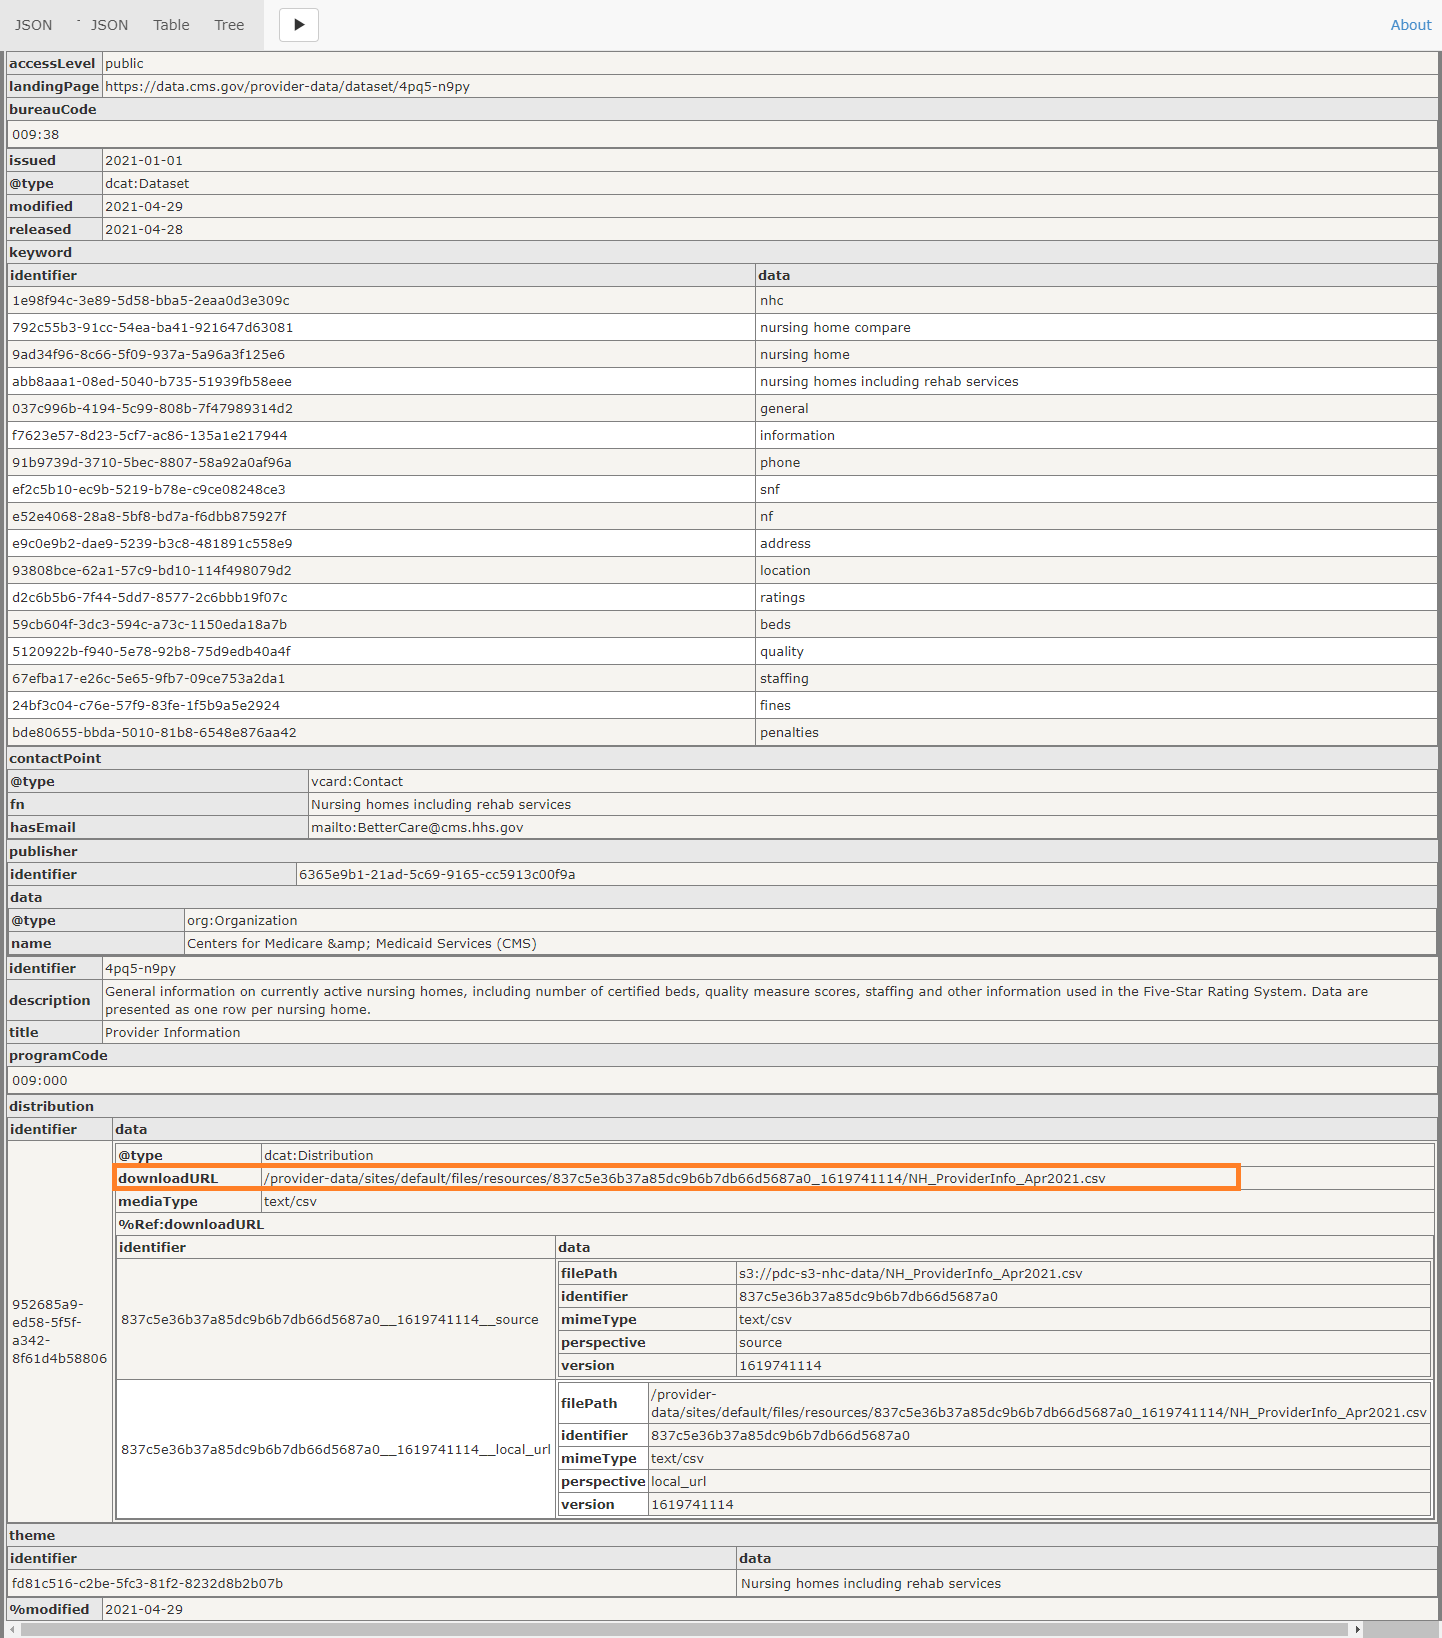 JSON - JSON Table Tree About
accessLevel public
landingPage https://data.cms.gov/provider-data/dataset/4pq5-n9py
bureauCode
009:38
issued 2021-01-01
@type dcat:Dataset
modified 2021-04-29
released 2021-04-28
keyword
identifier data
1e98f94c-3e89-5d58-bba5-2eaa0d3e309c nhc
792c55b3-91cc-54ea-ba41-921647d63081 nursing home compare
9ad34f96-8c66-5f09-937a-5a96a3f125e6 nursing home
abb8aaa1-08ed-5040-b735-51939fb58eee nursing homes including rehab services
037c996b-4194-5c99-808b-7f47989314d2 general
f7623e57-8d23-5cf7-ac86-135a1e217944 information
91b9739d-3710-5bec-8807-58a92a0af96a phone
ef2c5b10-ec9b-5219-b78e-c9ce08248ce3 snf
e52e4068-28a8-5bf8-bd7a-f6dbb875927f nf
e9c0e9b2-dae9-5239-b3c8-481891c558e9 address
93808bce-62a1-57c9-bd10-114f498079d2 location
d2c6b5b6-7f44-5dd7-8577-2c6bbb19f07c ratings
59cb604f-3dc3-594c-a73c-1150eda18a7b beds
5120922b-f940-5e78-92b8-75d9edb40a4f quality
67efba17-e26c-5e65-9fb7-09ce753a2da1 staffing
24bf3c04-c76e-57f9-83fe-1f5b9a5e2924 fines
bde80655-bbda-5010-81b8-6548e876aa42 penalties
contactPoint
@type vcard:Contact
fn Nursing homes including rehab services
hasEmail mailto:BetterCare@cms.hhs.gov
publisher
identifier 6365e9b1-21ad-5c69-9165-cc5913c00f9a
data
@type org:Organization
name Centers for Medicare &amp; Medicaid Services (CMS)
identifier 4pq5-n9py
description General information on currently active nursing homes, including number of certified beds, quality measure scores, staffing and other information used in the Five-Star Rating System. Data are
presented as one row per nursing home.
title Provider Information
programCode
009:000
distribution
identifier data
@type dcat:Distribution
downloadURL /provider-data/sites/default/files/resources/837c5e36b37a85dc9b6b7db66d5687a0_1619741114/NH_ProviderInfo_Apr2021.csv
mediaType text/csv
%Ref:downloadURL
identifier data
952685a9-
ed58-5f5f-
a342-
8f61d4b58806
837c5e36b37a85dc9b6b7db66d5687a0__1619741114__source
filePath s3://pdc-s3-nhc-data/NH_ProviderInfo_Apr2021.csv
identifier 837c5e36b37a85dc9b6b7db66d5687a0
mimeType text/csv
perspective source
version 1619741114
837c5e36b37a85dc9b6b7db66d5687a0__1619741114__local_url
filePath /provider-
data/sites/default/files/resources/837c5e36b37a85dc9b6b7db66d5687a0_1619741114/NH_ProviderInfo_Apr2021.csv
identifier 837c5e36b37a85dc9b6b7db66d5687a0
mimeType text/csv
perspective local_url
version 1619741114
theme
identifier data
fd81c516-c2be-5fc3-81f2-8232d8b2b07b Nursing homes including rehab services
%modified 2021-04-29